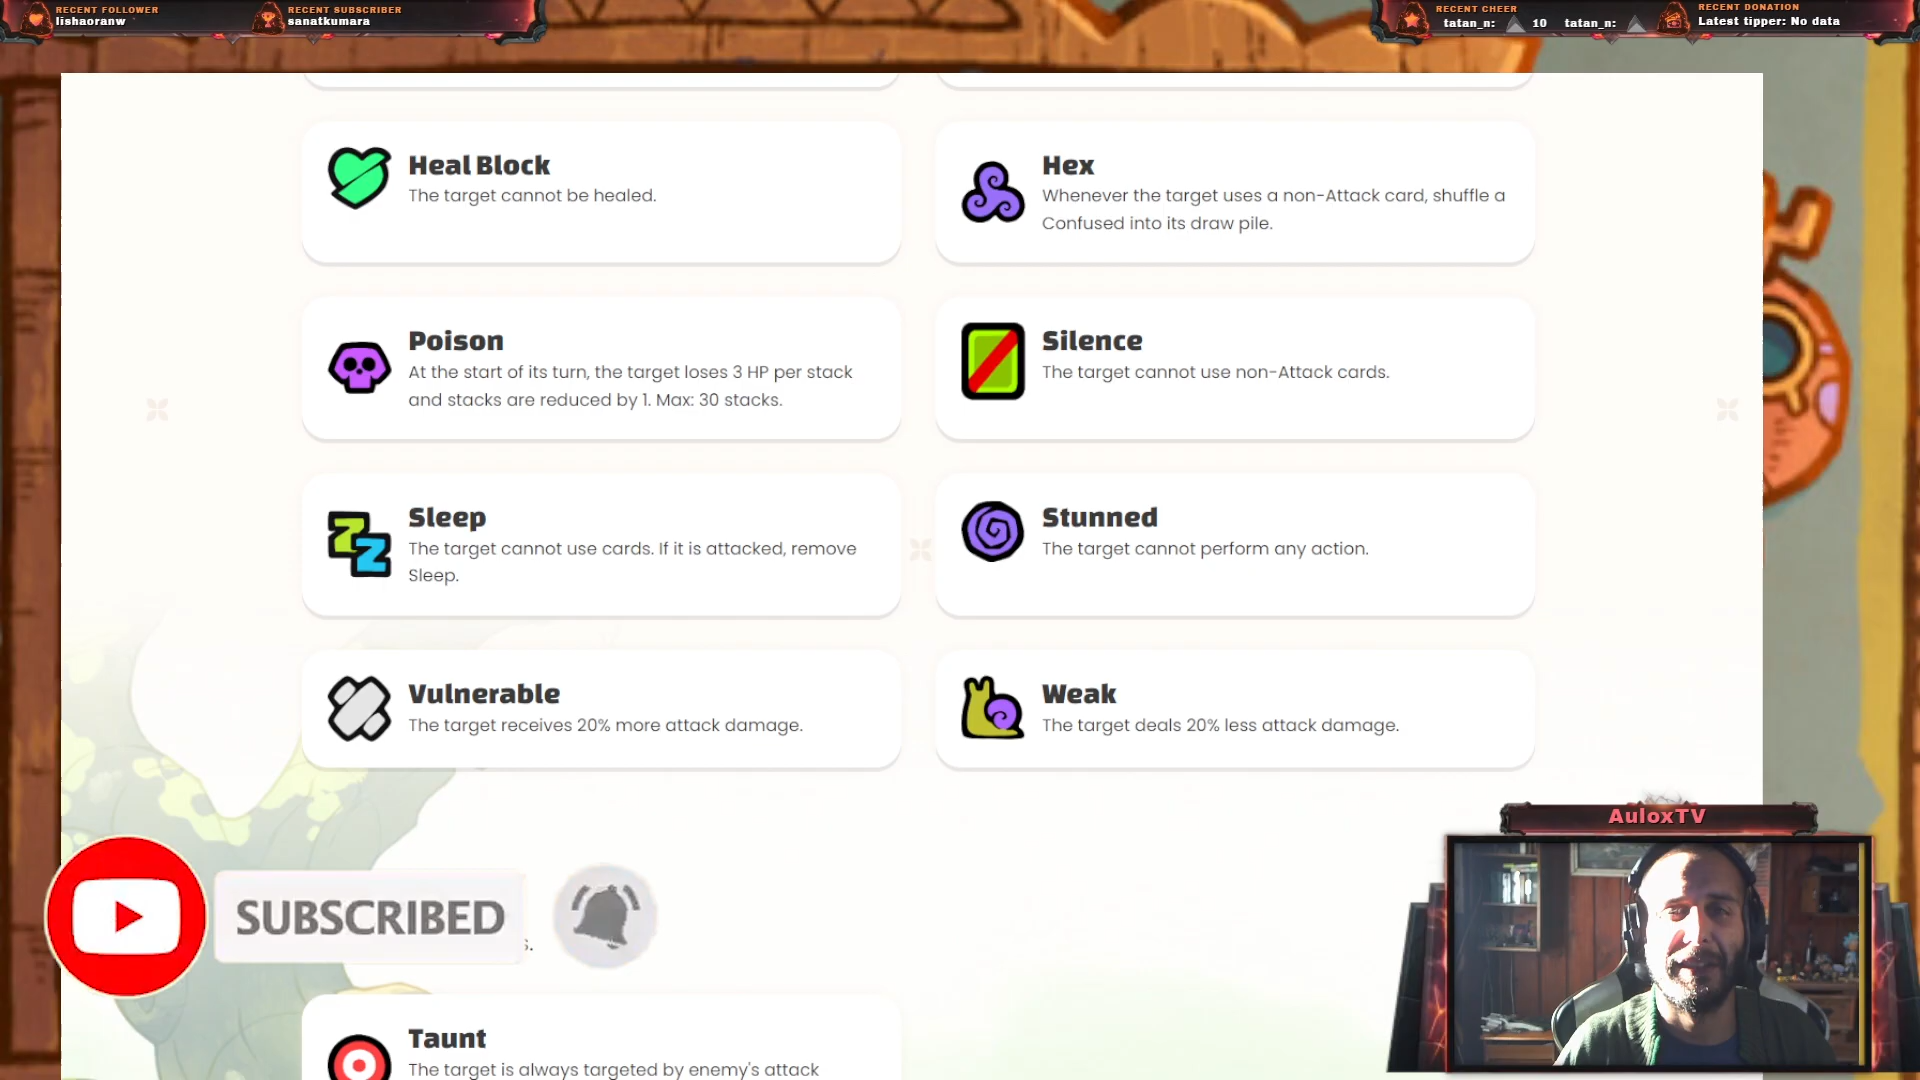 RECENT FOLLOWER
lishaoranw
RECENT SUBSCRIBER
sanatkumara
RECENT CHEER
tatan_n: 10 tatan_n:
RECENT DONATION
Latest tipper: No data
Heal Block
The target cannot be healed.
Hex
Whenever the target uses a non-Attack card, shuffle a
Confused into its draw pile.
Poison
At the start of its turn, the target loses 3 HP per stack
and stacks are reduced by 1. Max: 30 stacks.
Silence
The target cannot use non-Attack cards.
Sleep
The target cannot use cards. If it is attacked, remove
Sleep.
Stunned
The target cannot perform any action.
Vulnerable
The target receives 20% more attack damage.
Weak
The target deals 20% less attack damage.
AuloxTV
SUBSCRIBED
s.
Taunt
The target is always targeted by enemy's attack